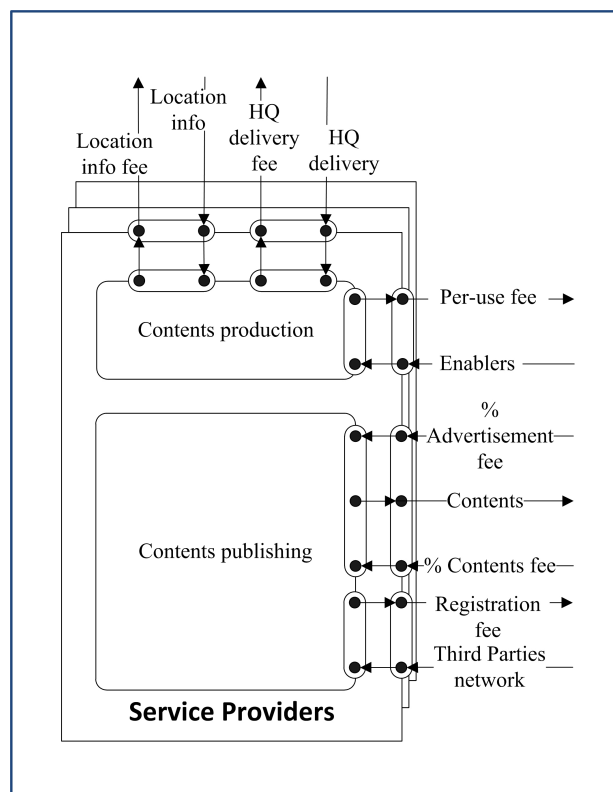 Location
info fee
Location
info
HQ
delivery
fee
HQ
delivery
Contents production
Per-use fee
Enablers
%
Advertisement
fee
Contents
Contents publishing
% Contents fee
Registration
fee
Third Parties
network
Service Providers